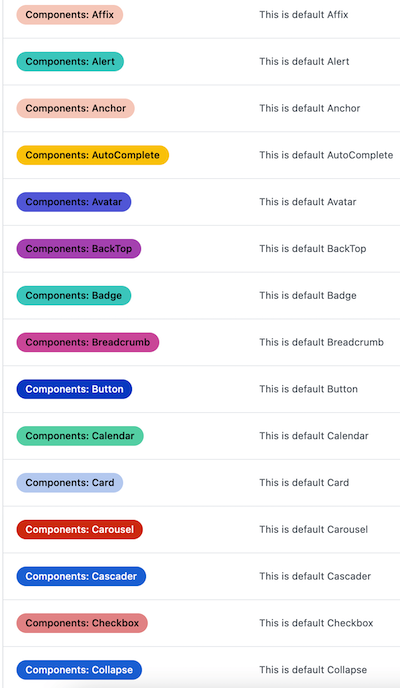 Components: Affix This is default Affix
Components: Alert This is default Alert
Components: Anchor This is default Anchor
Components: AutoComplete This is default AutoComplete
Components: Avatar This is default Avatar
Components: BackTop This is default BackTop
Components: Badge This is default Badge
Components: Breadcrumb This is default Breadcrumb
Components: Button This is default Button
Components: Calendar This is default Calendar
Components: Card This is default Card
Components: Carousel This is default Carousel
Components: Cascader This is default Cascader
Components: Checkbox This is default Checkbox
Components: Collapse This is default Collapse